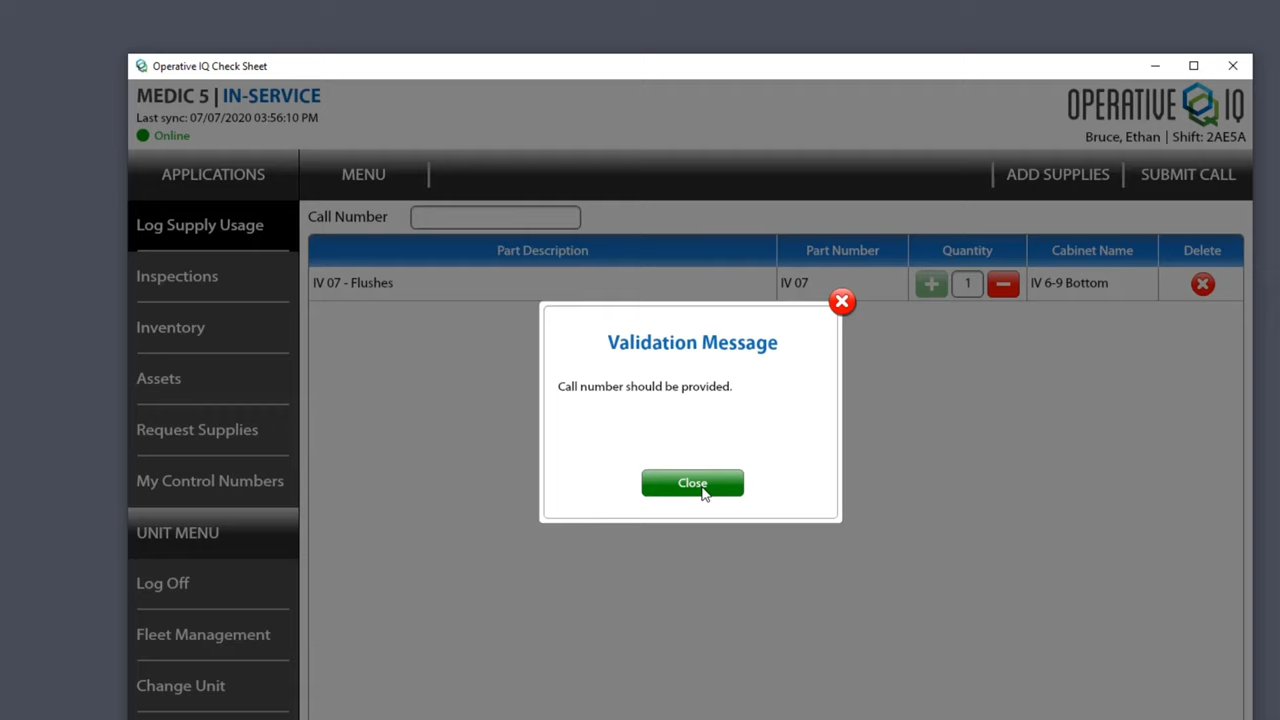 Operative IQ Check Sheet
MEDIC 5 | IN-SERVICE
Last sync: 07/07/2020 03:56:10 PM
Online
OPERATIVE IQ
Bruce, Ethan | Shift: 2AE5A
APPLICATIONS
MENU
ADD SUPPLIES
SUBMIT CALL
Log Supply Usage
Inspections
Inventory
Assets
Request Supplies
My Control Numbers
UNIT MENU
Log Off
Fleet Management
Change Unit
Call Number
Part Description Part Number Quantity Cabinet Name Delete
IV 07 - Flushes IV 07 1 IV 6-9 Bottom
Validation Message
Call number should be provided.
Close